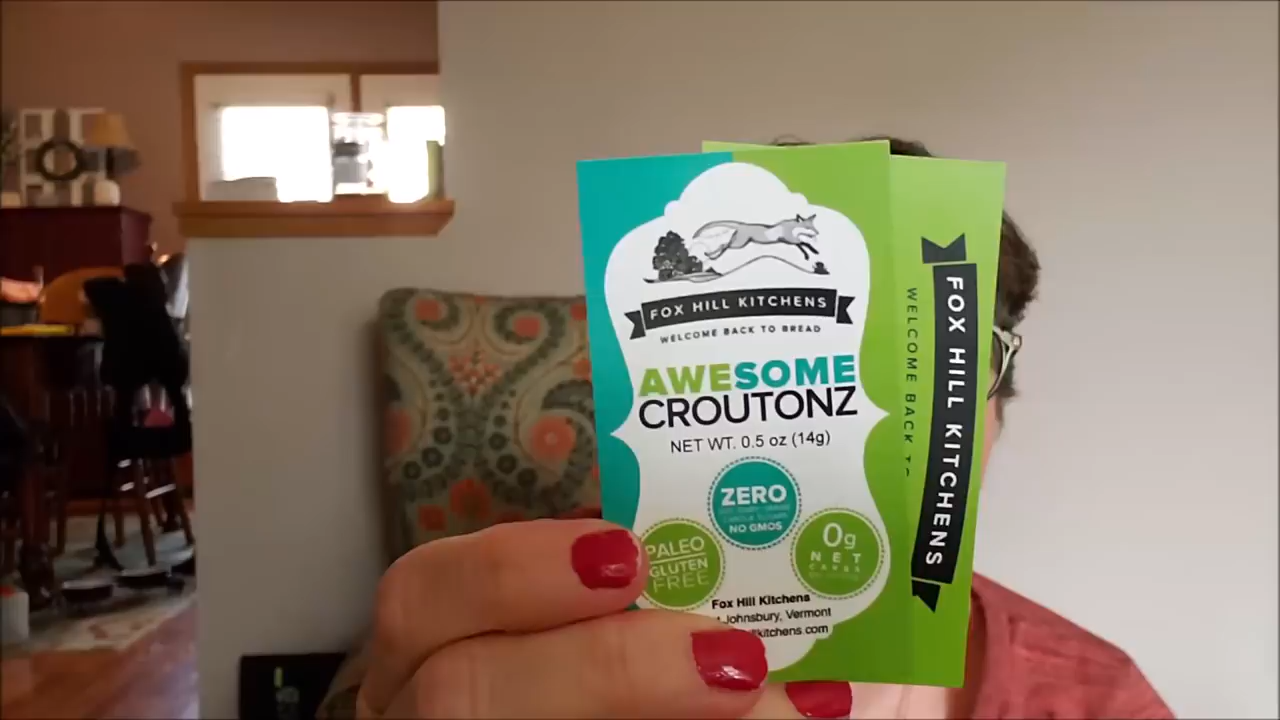 FOX HILL KITCHENS
WELCOME BACK TO BREAD
AWESOME
CROUTONZ
NET WT. 0.5 oz (14g)
ZERO
NO GMOS
PALEO
GLUTEN
FREE
0g
NET
CARBS
Fox Hill Kitchens
Johnsbury, Vermont
kitchens.com
FOX HILL KITCHENS
WELCOME BACK